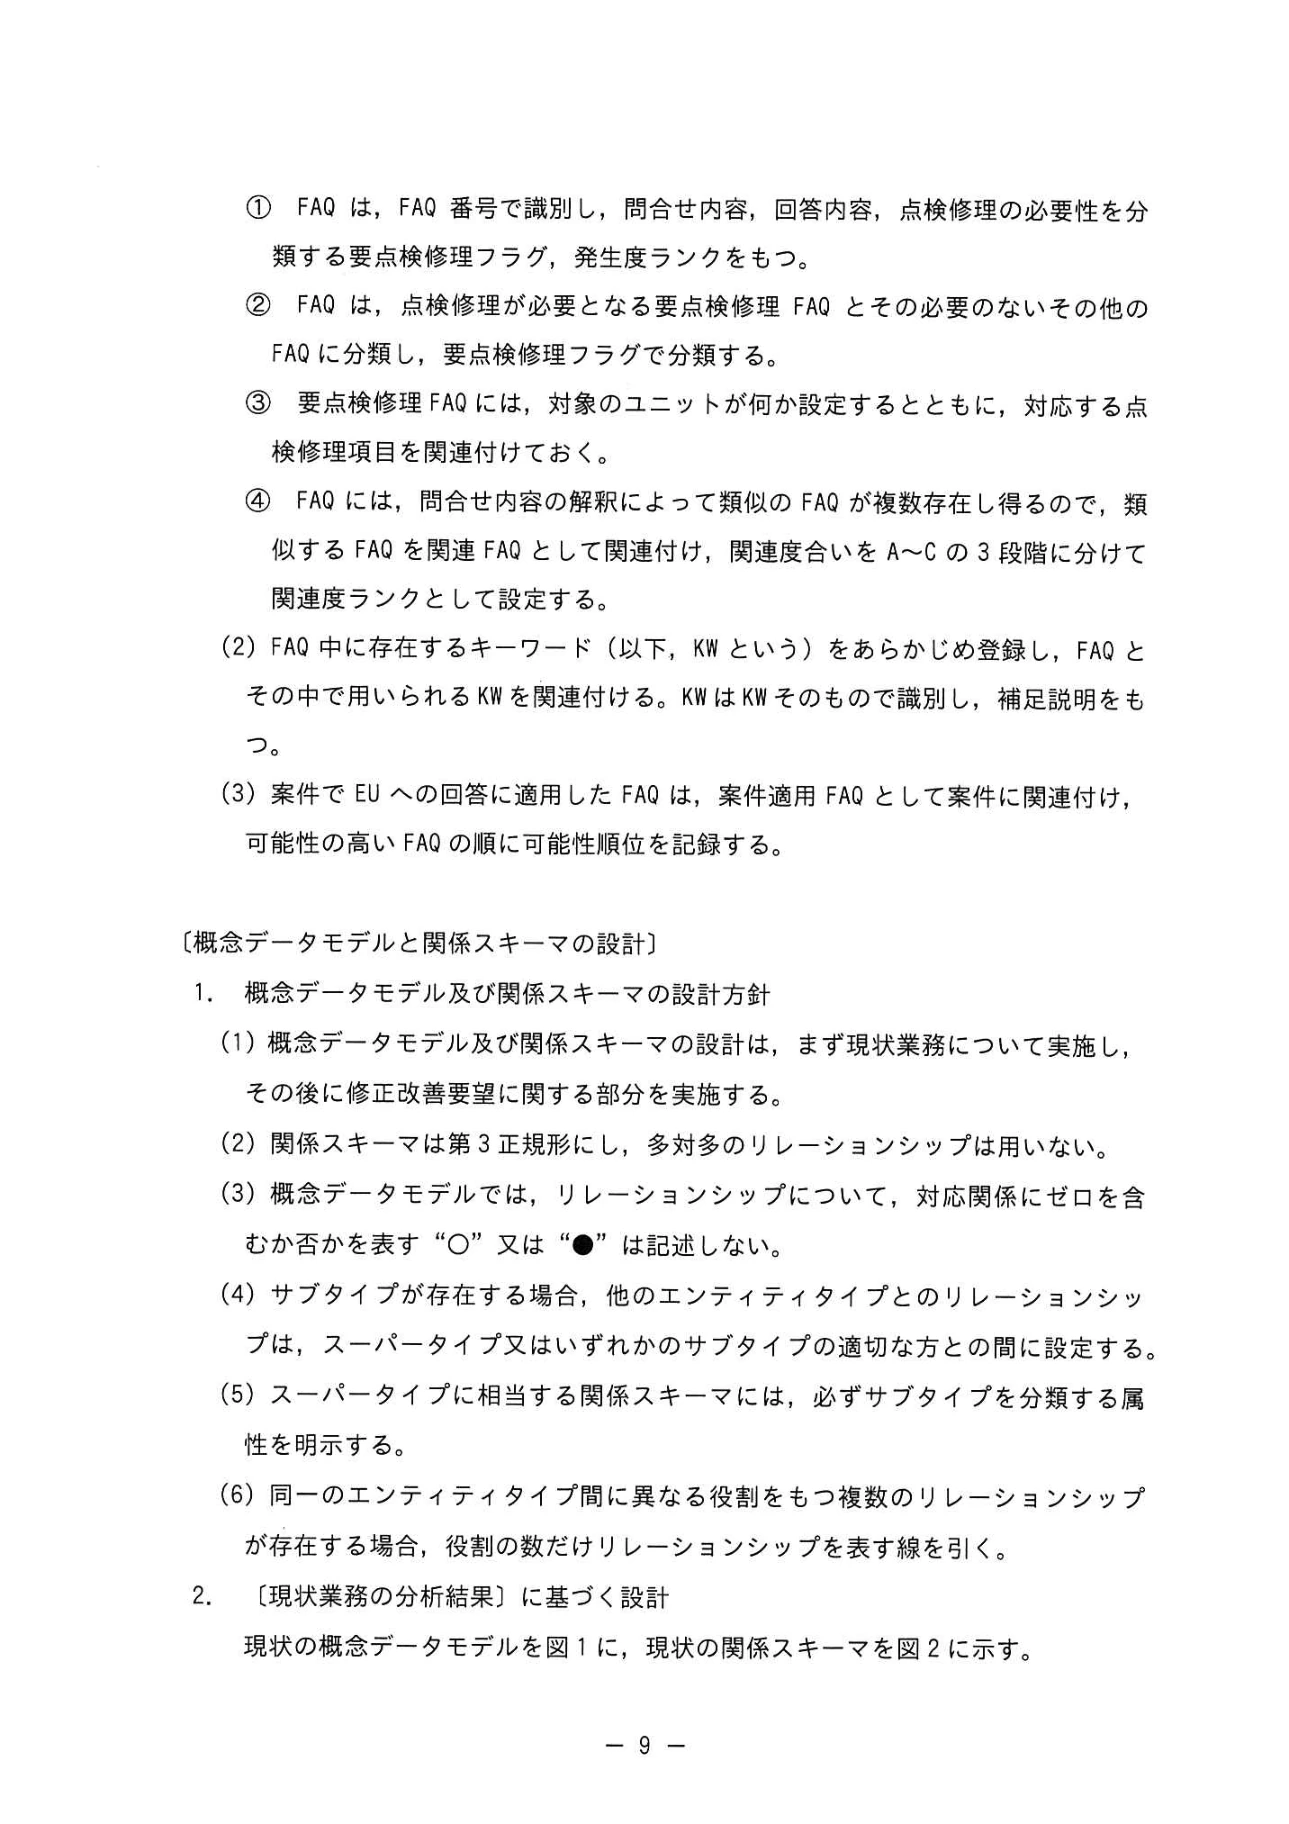 ① FAQ は，FAQ 番号で識別し，問合せ内容，回答内容，点検修理の必要性を分
類する要点検修理フラグ，発生度ランクをもつ。
② FAQ は，点検修理が必要となる要点検修理 FAQ とその必要のないその他の
FAQ に分類し，要点検修理フラグで分類する。
③ 要点検修理 FAQ には，対象のユニットが何か設定するとともに，対応する点
検修理項目を関連付けておく。
④ FAQ には，問合せ内容の解釈によって類似の FAQ が複数存在し得るので，類
似する FAQ を関連 FAQ として関連付け，関連度合いを A～C の 3 段階に分けて
関連度ランクとして設定する。
(2) FAQ 中に存在するキーワード（以下，KW という）をあらかじめ登録し，FAQ と
その中で用いられる KW を関連付ける。KW は KW そのもので識別し，補足説明をも
つ。
(3) 案件で EU への回答に適用した FAQ は，案件適用 FAQ として案件に関連付け，
可能性の高い FAQ の順に可能性順位を記録する。
〔概念データモデルと関係スキーマの設計〕
1. 概念データモデル及び関係スキーマの設計方針
(1) 概念データモデル及び関係スキーマの設計は，まず現状業務について実施し，
その後に修正改善要望に関する部分を実施する。
(2) 関係スキーマは第 3 正規形にし，多対多のリレーションシップは用いない。
(3) 概念データモデルでは，リレーションシップについて，対応関係にゼロを含
むか否かを表す“○”又は“●”は記述しない。
(4) サブタイプが存在する場合，他のエンティティタイプとのリレーションシッ
プは，スーパータイプ又はいずれかのサブタイプの適切な方との間に設定する。
(5) スーパータイプに相当する関係スキーマには，必ずサブタイプを分類する属
性を明示する。
(6) 同一のエンティティタイプ間に異なる役割をもつ複数のリレーションシップ
が存在する場合，役割の数だけリレーションシップを表す線を引く。
2. 〔現状業務の分析結果〕に基づく設計
現状の概念データモデルを図 1 に，現状の関係スキーマを図 2 に示す。
－ 9 －